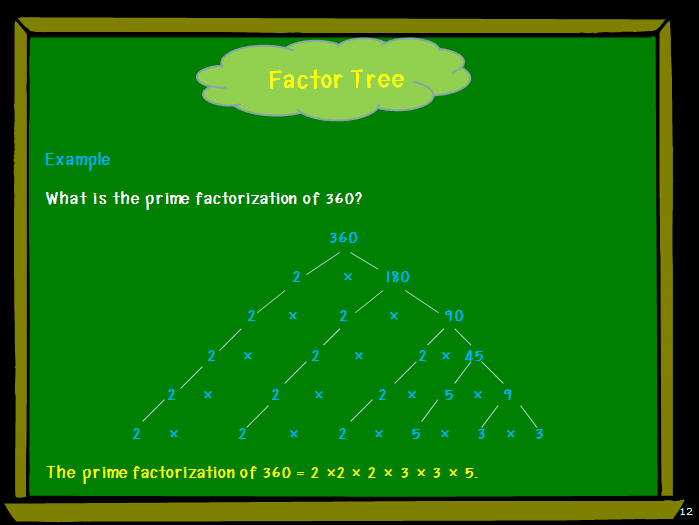 Factor Tree
Example
What is the prime factorization of 360?
360
2 × 180
2 × 2 × 90
2 × 2 × 2 × 45
2 × 2 × 2 × 5 × 9
2 × 2 × 2 × 5 × 3 × 3
The prime factorization of 360 = 2 ×2 × 2 × 3 × 3 × 5.
12